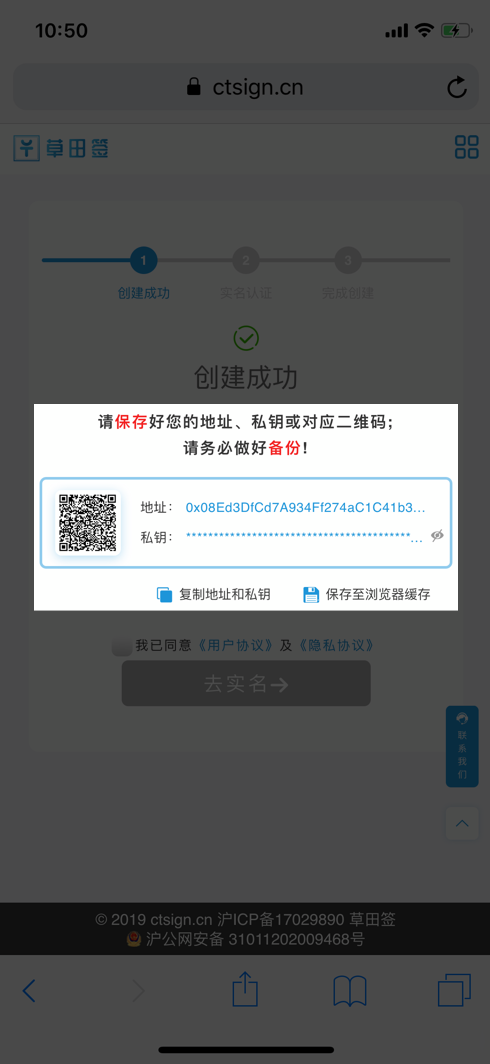 10:50
ctsign.cn
草田签
1 2 3
创建成功 实名认证 完成创建
创建成功
请保存好您的地址、私钥或对应二维码；
请务必做好备份!
地址： 0x08Ed3DfCd7A934Ff274aC1C41b3...
私钥： *****************************************...
复制地址和私钥 保存至浏览器缓存
我已同意《用户协议》及《隐私协议》
去实名→
联系我们
© 2019 ctsign.cn 沪ICP备17029890 草田签
沪公网安备 31011202009468号